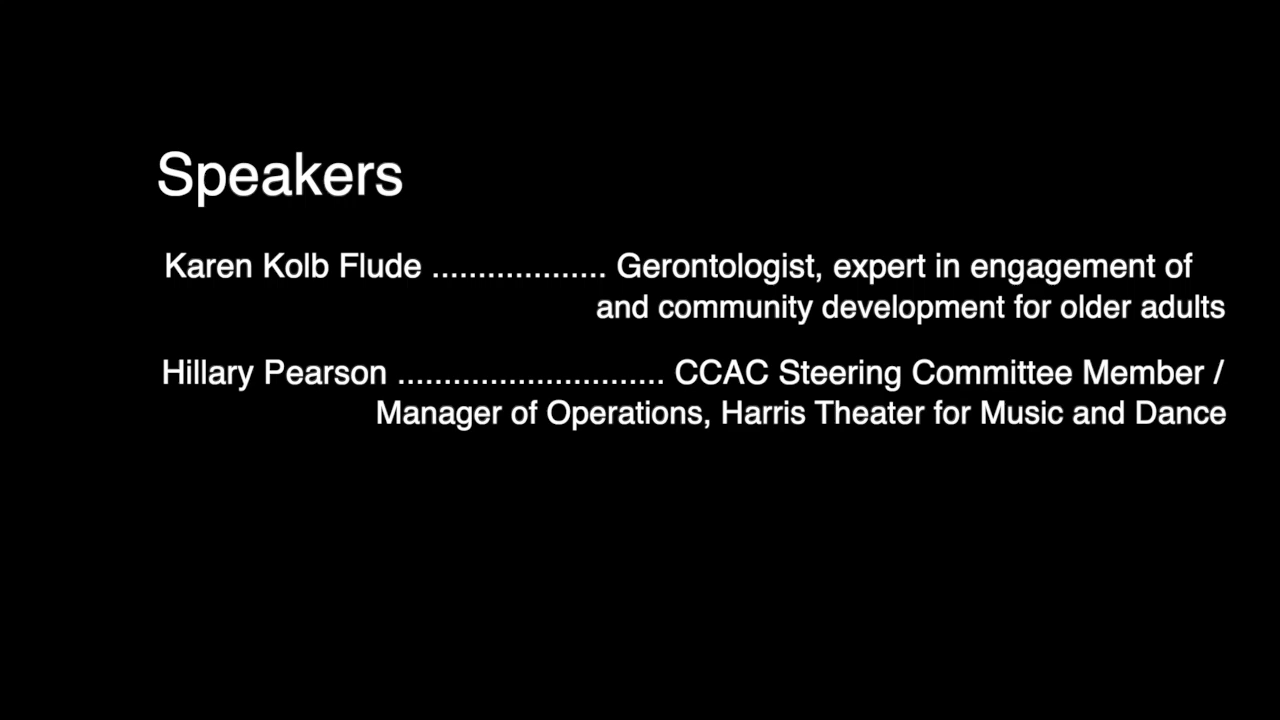 Speakers
Karen Kolb Flude ................... Gerontologist, expert in engagement of
and community development for older adults
Hillary Pearson ............................. CCAC Steering Committee Member /
Manager of Operations, Harris Theater for Music and Dance